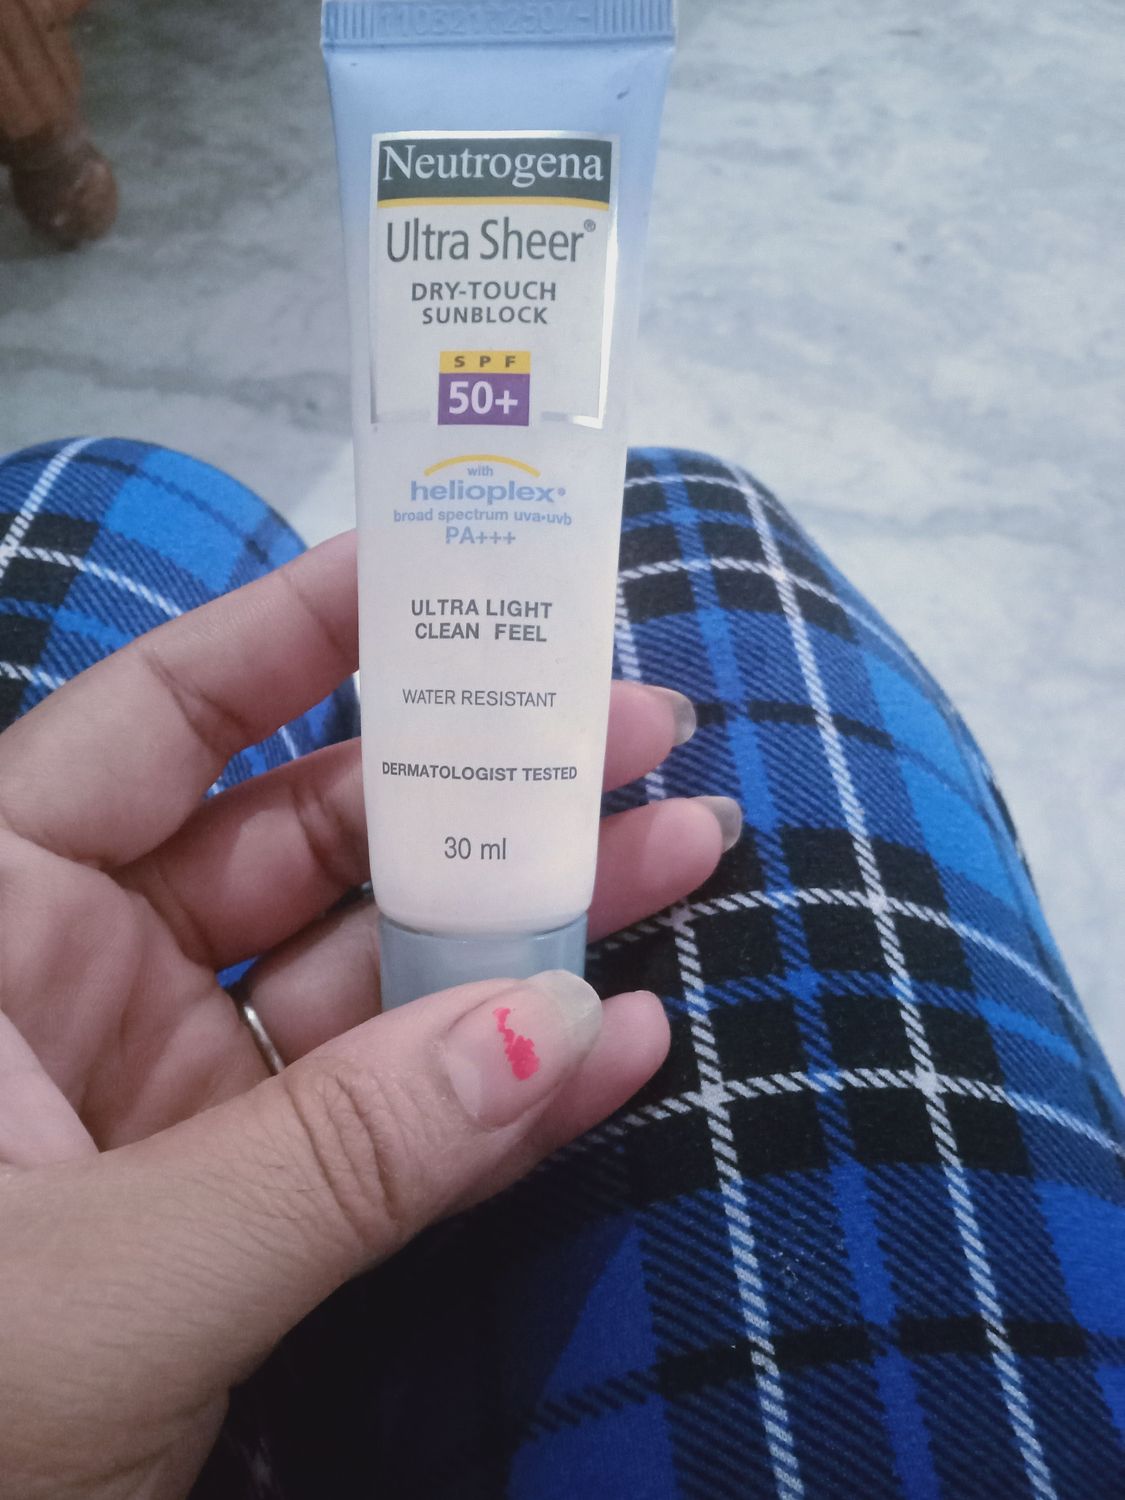 Neutrogena
Ultra Sheer®
DRY-TOUCH
SUNBLOCK
SPF
50+
with
helioplex®
broad spectrum uva•uvb
PA+++
ULTRA LIGHT
CLEAN FEEL
WATER RESISTANT
DERMATOLOGIST TESTED
30 ml